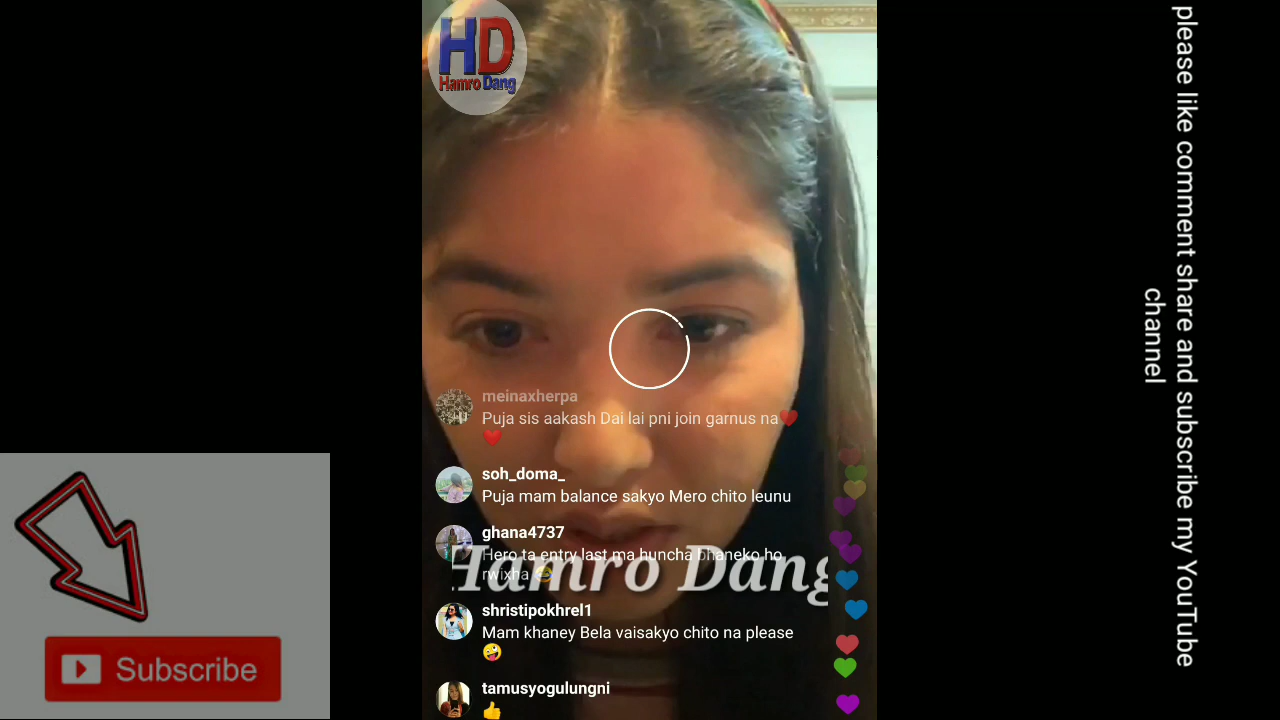 HD
Hamro Dang
meinaxherpa
Puja sis aakash Dai lai pni join garnus na❤️
❤️
soh_doma_
Puja mam balance sakyo Mero chito leunu
ghana4737
Hero ta entry last ma huncha bhaneko ho
rwixha 😂
Hamro Dang
shristipokhrel1
Mam khaney Bela vaisakyo chito na please
🤪
tamusyogulungni
👍
Subscribe
please like comment share and subscribe my YouTube
channel